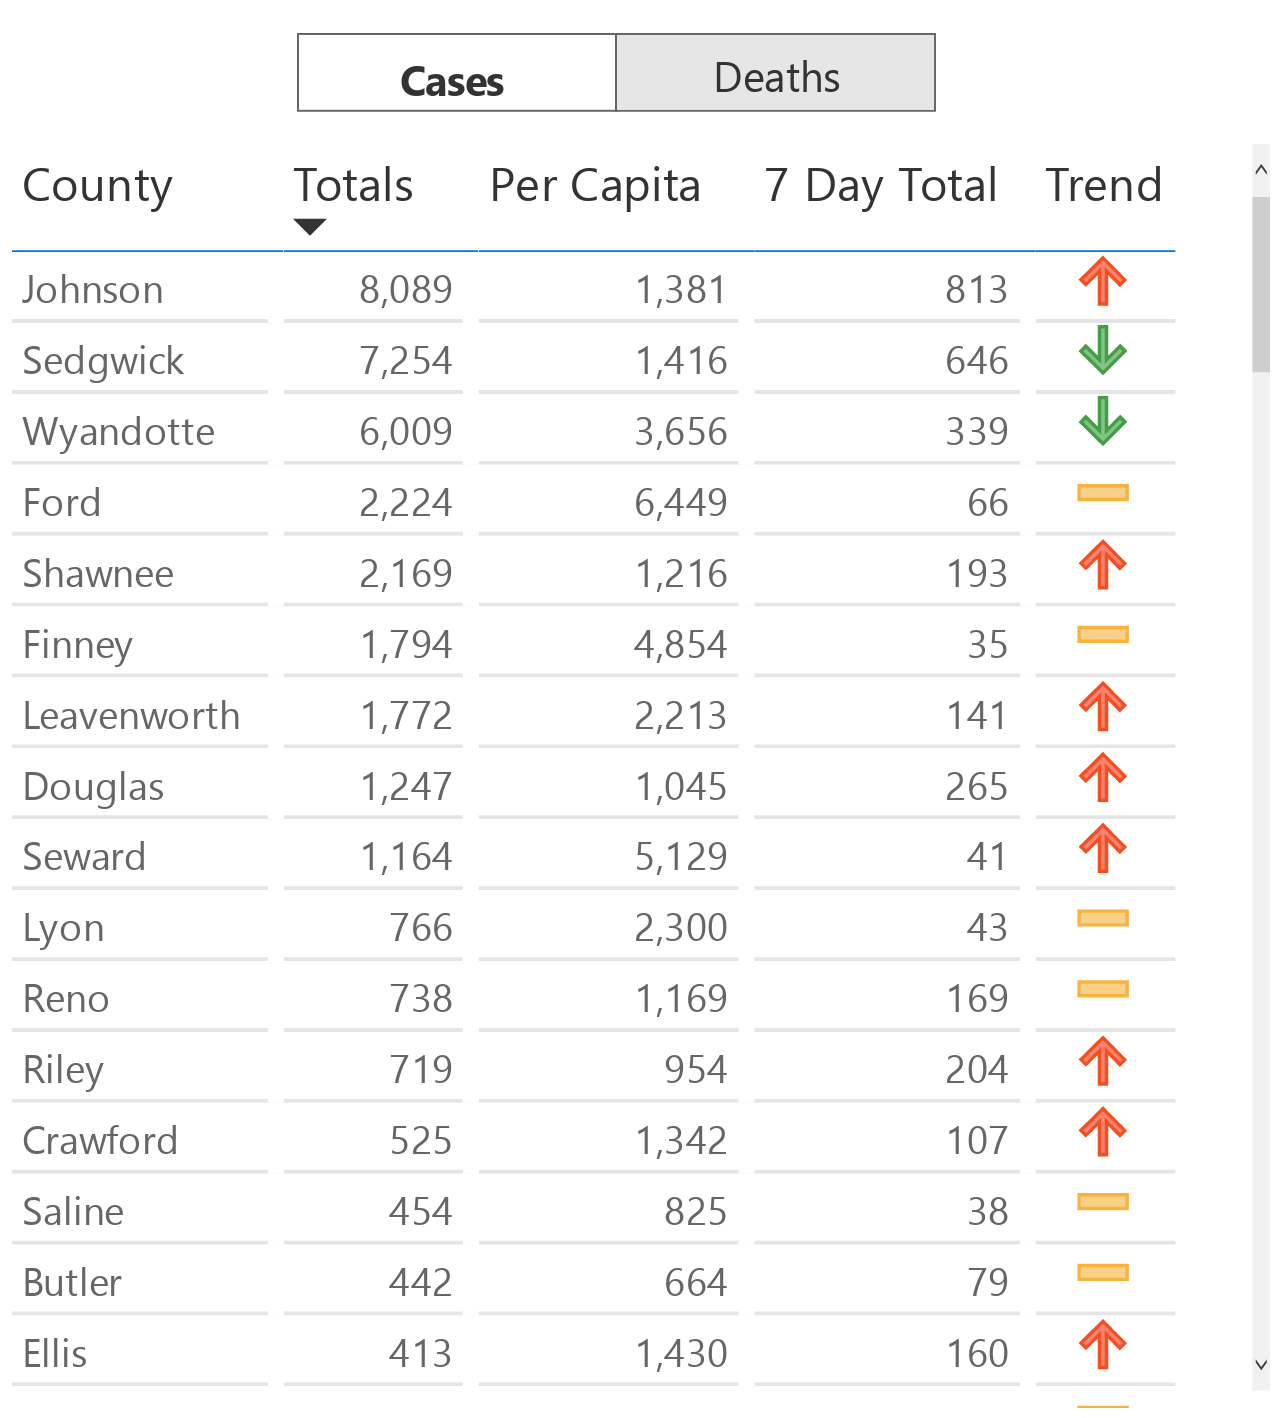 Cases Deaths
County Totals Per Capita 7 Day Total Trend
Johnson 8,089 1,381 813
Sedgwick 7,254 1,416 646
Wyandotte 6,009 3,656 339
Ford 2,224 6,449 66
Shawnee 2,169 1,216 193
Finney 1,794 4,854 35
Leavenworth 1,772 2,213 141
Douglas 1,247 1,045 265
Seward 1,164 5,129 41
Lyon 766 2,300 43
Reno 738 1,169 169
Riley 719 954 204
Crawford 525 1,342 107
Saline 454 825 38
Butler 442 664 79
Ellis 413 1,430 160